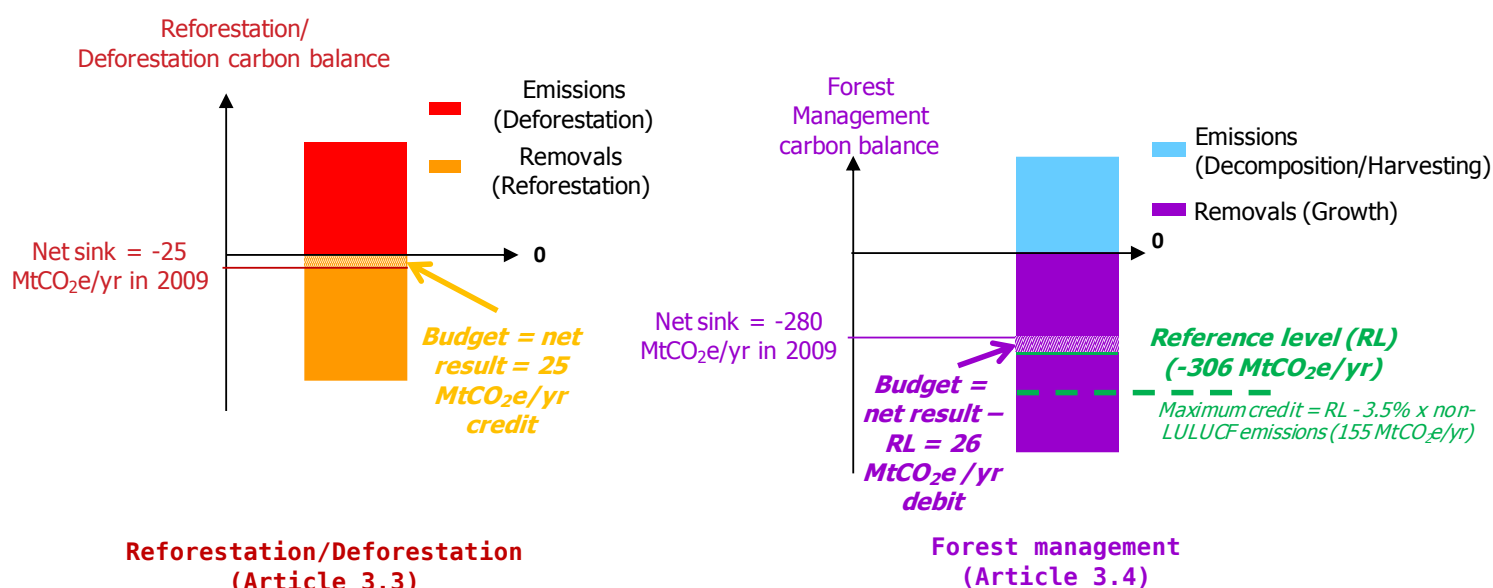 Reforestation/
Deforestation carbon balance
Emissions
(Deforestation)
Removals
(Reforestation)
0
Net sink = -25
MtCO₂e/yr in 2009
Budget = net
result = 25
MtCO₂e/yr
credit
Reforestation/Deforestation
(Article 3.3)
Forest
Management
carbon balance
Emissions
(Decomposition/Harvesting)
Removals (Growth)
0
Net sink = -280
MtCO₂e/yr in 2009
Reference level (RL)
(-306 MtCO₂e/yr)
Budget =
net result –
RL = 26
MtCO₂e /yr
debit
Maximum credit = RL - 3.5% x non-
LULUCF emissions (155 MtCO₂e/yr)
Forest management
(Article 3.4)